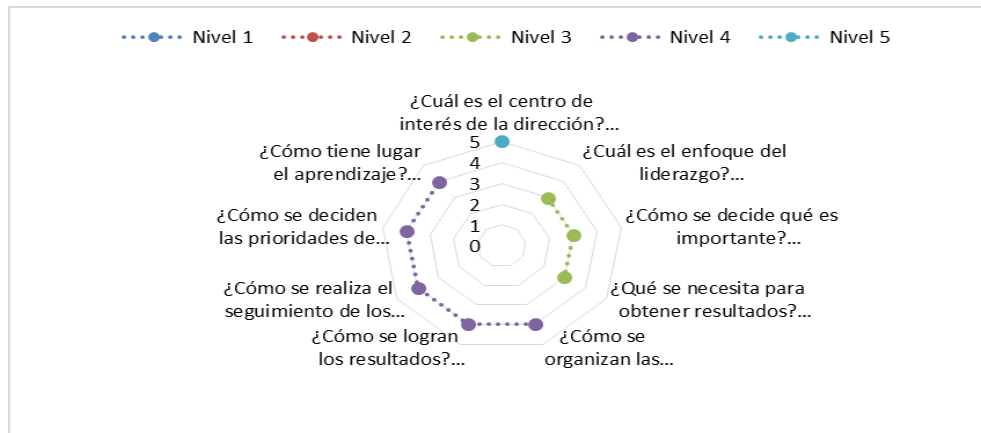 Nivel 1 Nivel 2 Nivel 3 Nivel 4 Nivel 5
¿Cuál es el centro de
interés de la dirección?...
¿Cuál es el enfoque del
liderazgo?...
¿Cómo se decide qué es
importante?...
¿Qué se necesita para
obtener resultados?...
¿Cómo se
organizan las...
¿Cómo se logran
los resultados?...
¿Cómo se realiza el
seguimiento de los...
¿Cómo se deciden
las prioridades de...
¿Cómo tiene lugar
el aprendizaje?...
5
4
3
2
1
0